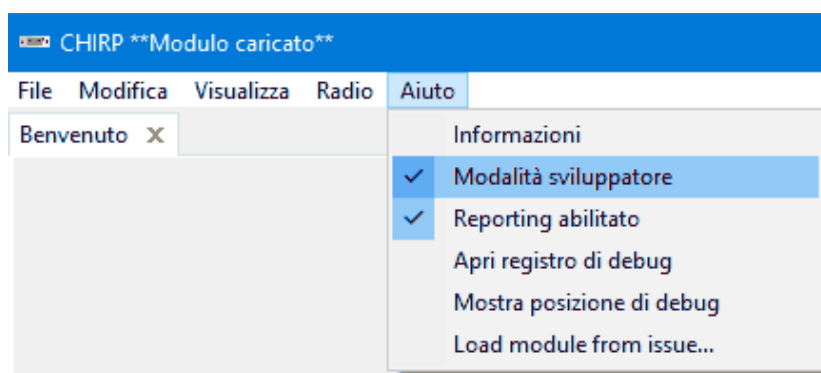 CHIRP **Modulo caricato**
File Modifica Visualizza Radio Aiuto
Benvenuto X
Informazioni
Modalità sviluppatore
Reporting abilitato
Apri registro di debug
Mostra posizione di debug
Load module from issue...